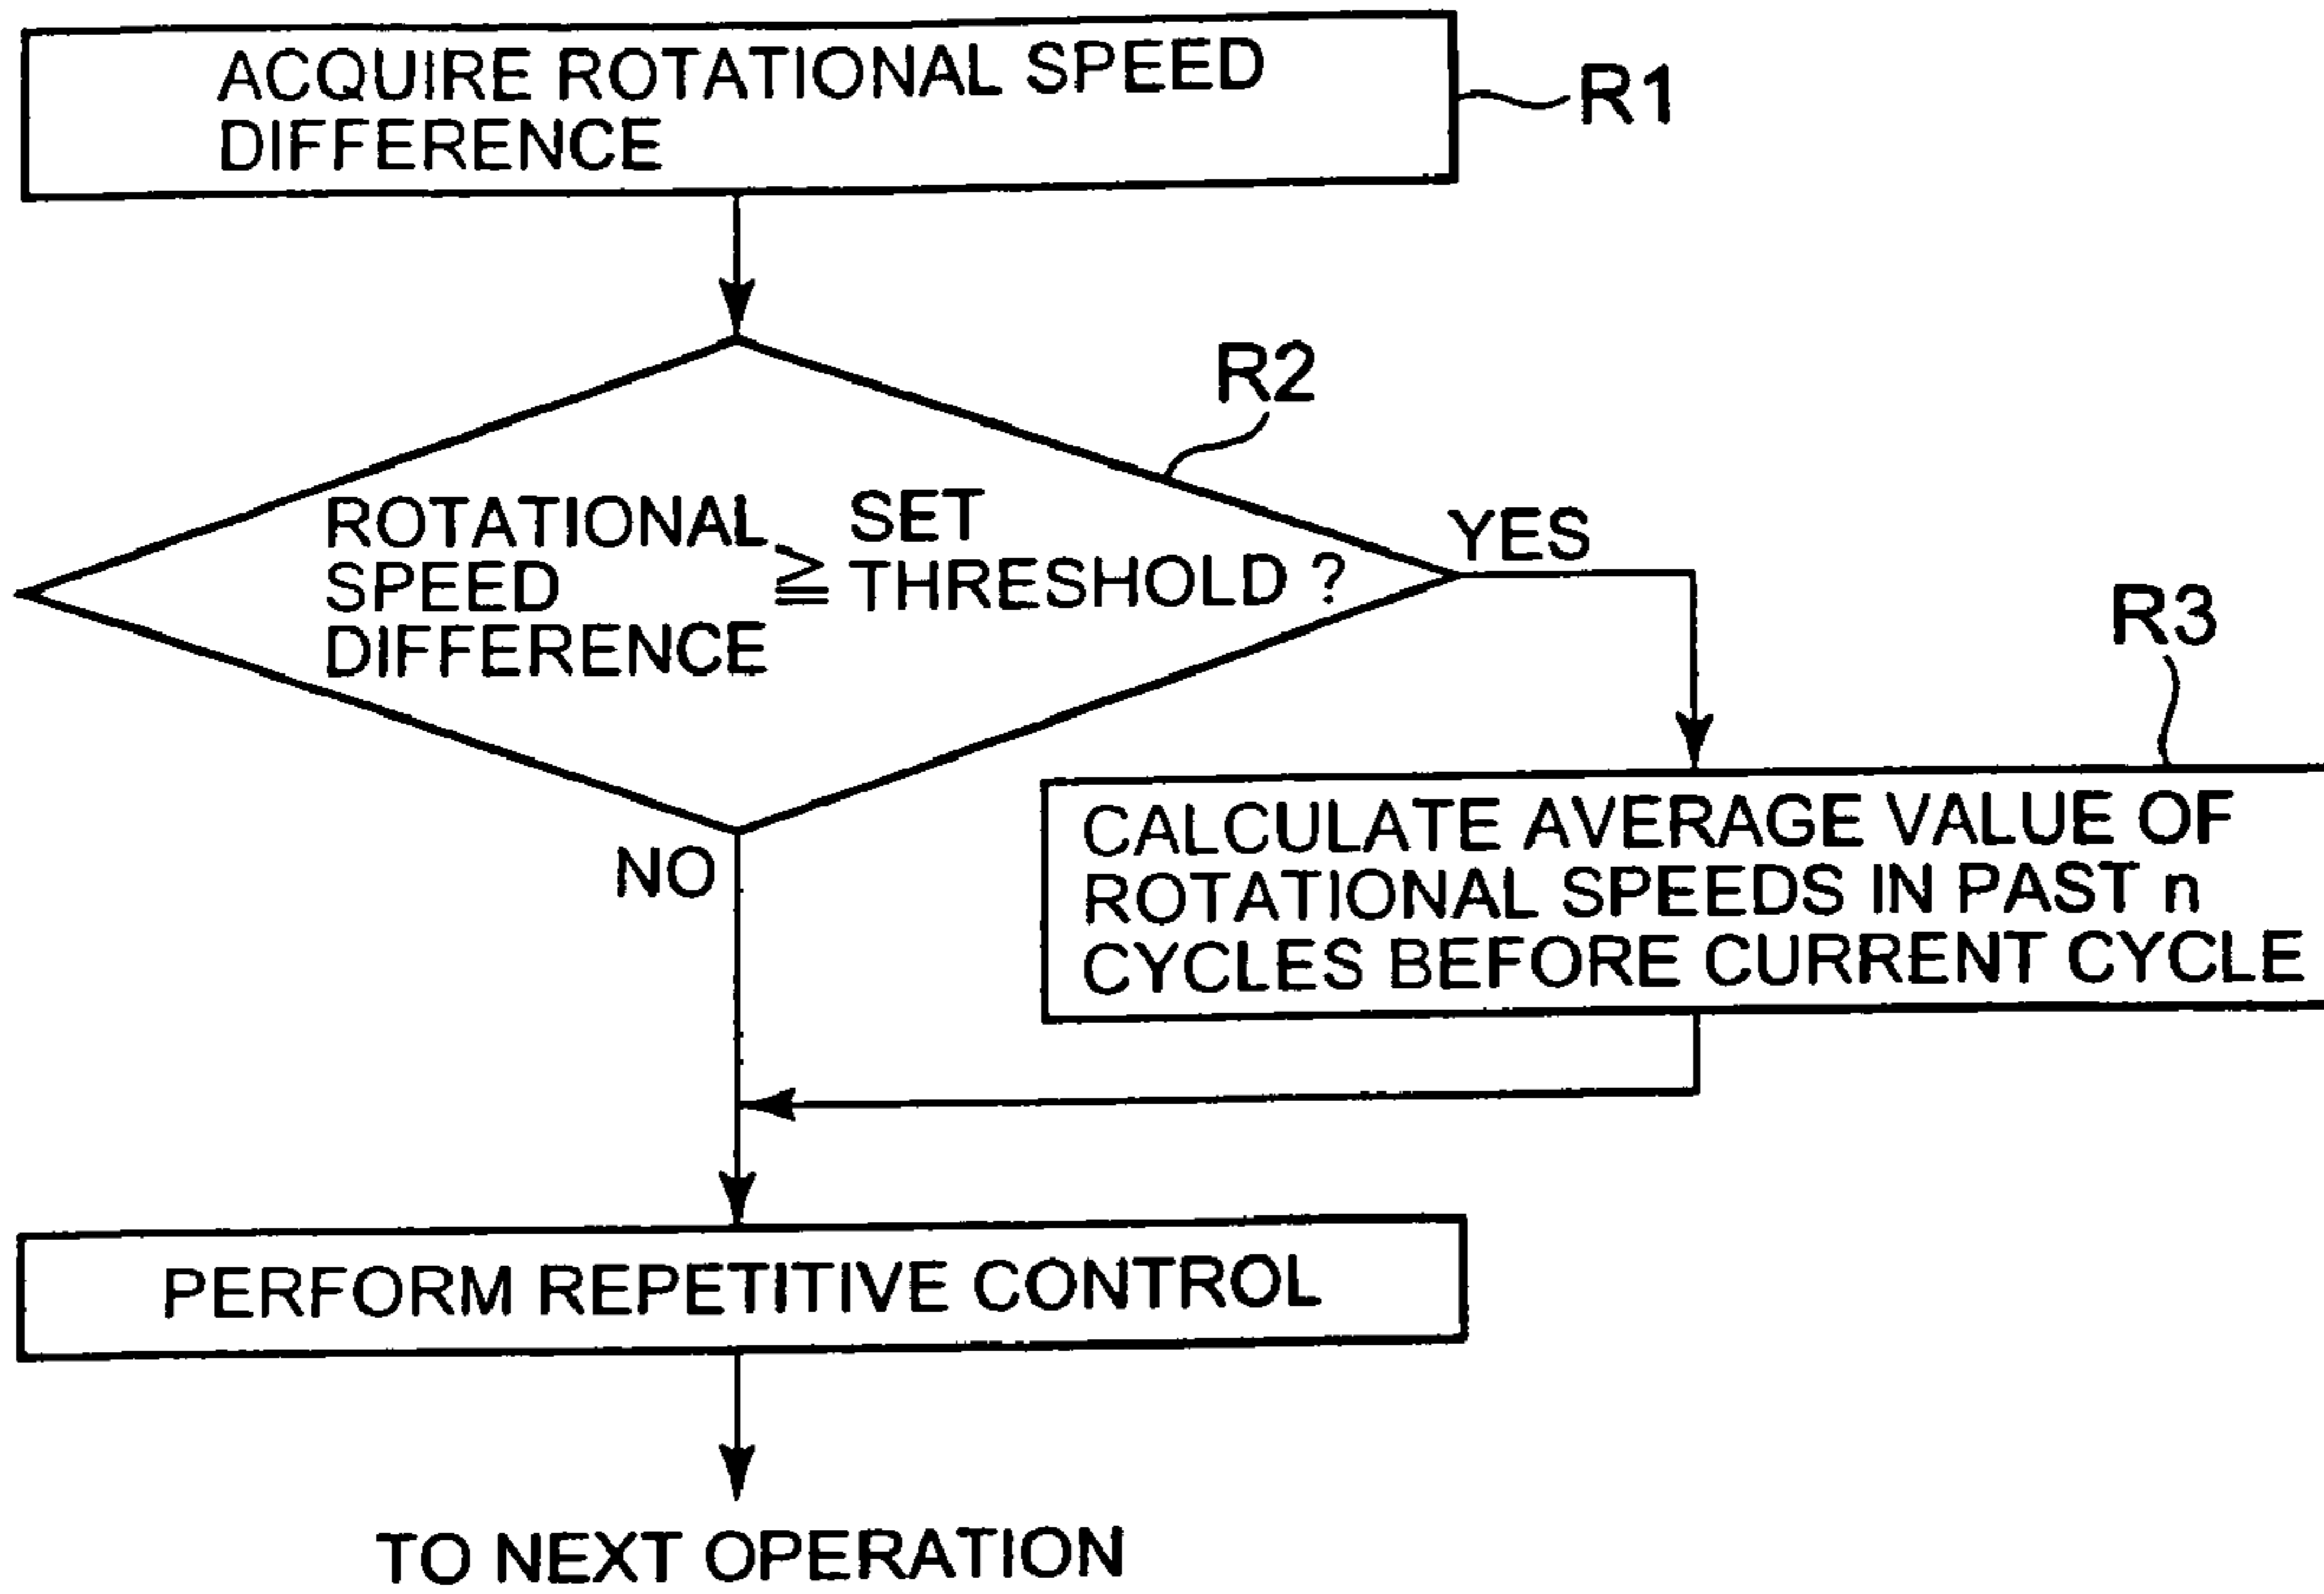 ACQUIRE ROTATIONAL SPEED
DIFFERENCE
R1
R2
ROTATIONAL
SPEED
DIFFERENCE
≧
SET
THRESHOLD ?
YES
R3
NO
CALCULATE AVERAGE VALUE OF
ROTATIONAL SPEEDS IN PAST n
CYCLES BEFORE CURRENT CYCLE
PERFORM REPETITIVE CONTROL
TO NEXT OPERATION